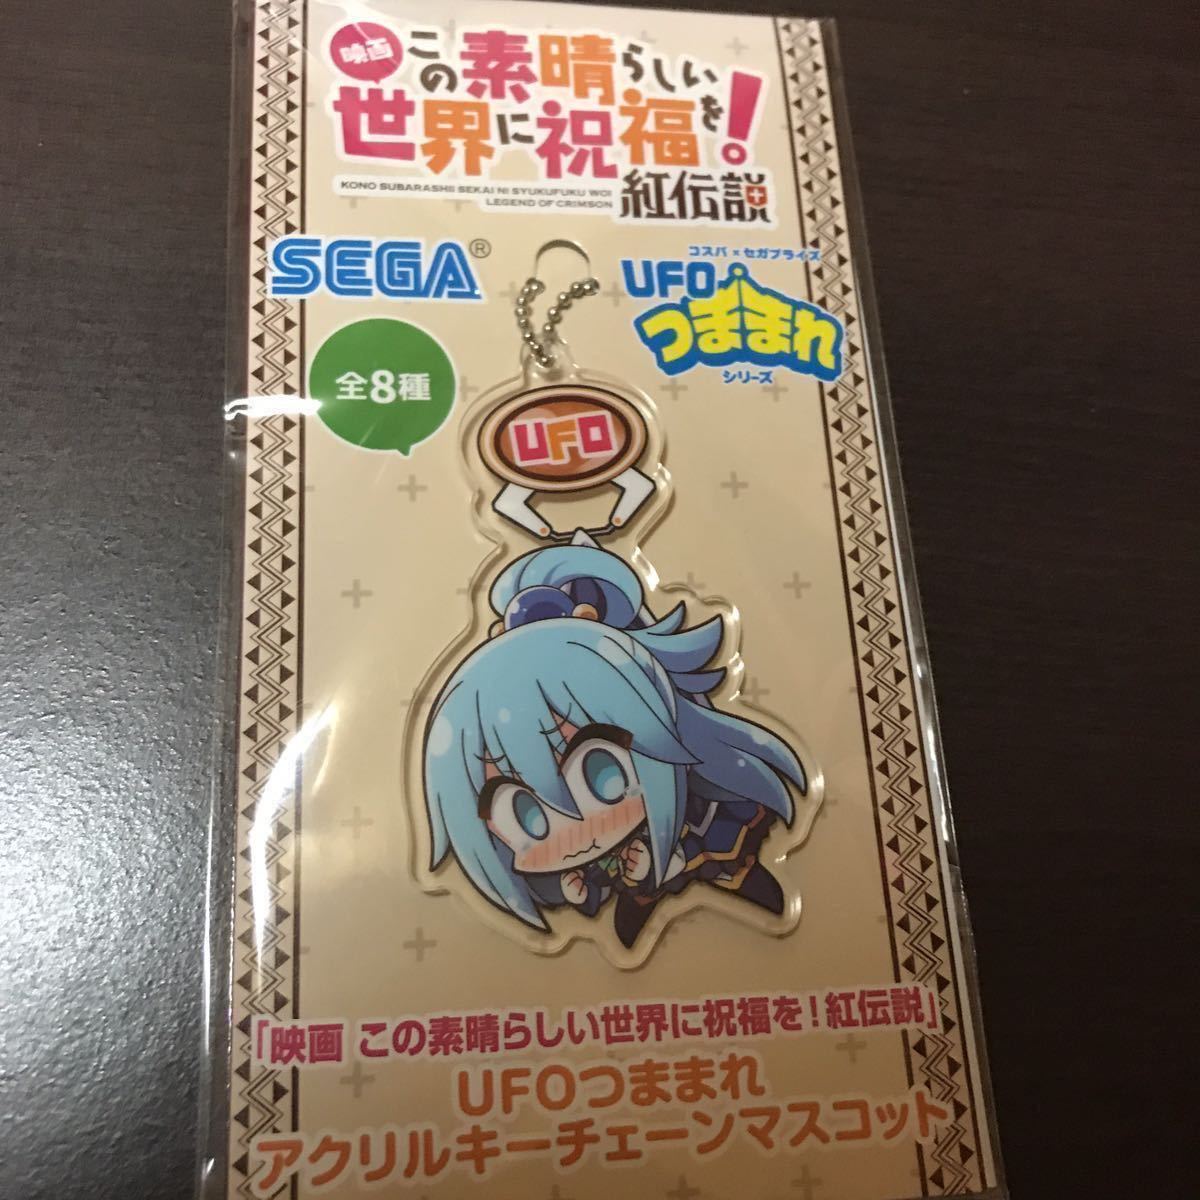 映画 この素晴らしい
世界に祝福を!
KONO SUBARASHII SEKAI NI SYUKUFUKU WO!
LEGEND OF CRIMSON
紅伝説
SEGA®
コスパ×セガプライズ
UFO
つままれ
シリーズ
全8種
UFO
「映画 この素晴らしい世界に祝福を!紅伝説」
UFOつままれ
アクリルキーチェーンマスコット